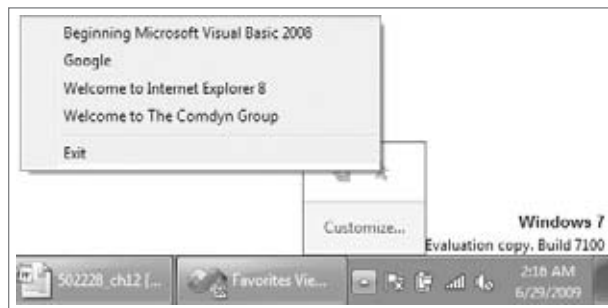 Beginning Microsoft Visual Basic 2008
Google
Welcome to Internet Explorer 8
Welcome to The Comdyn Group
Exit
Customize...
Windows 7
Evaluation copy. Build 7100
502228_ch12 [...
Favorites Vie...
2:16 AM
6/29/2009